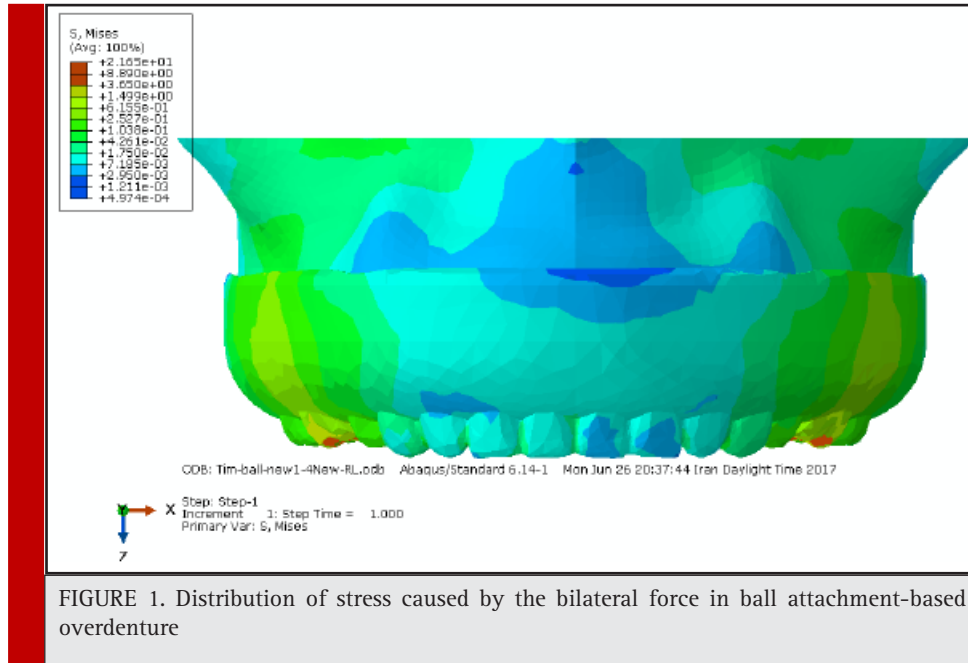 S, Mises
(Avg: 100%)
+2.165e+01
+8.890e+00
+3.650e+00
+1.499e+00
+6.155e-01
+2.527e-01
+1.038e-01
+4.261e-02
+1.750e-02
+7.185e-03
+2.950e-03
+1.211e-03
+4.974e-04
ODB: Tim-ball-new1-4New-RL.odb Abaqus/Standard 6.14-1 Mon Jun 26 20:37:44 Iran Daylight Time 2017
Y X
Step: Step-1
Increment 1: Step Time = 1.000
Primary Var: S, Mises
Z
FIGURE 1. Distribution of stress caused by the bilateral force in ball attachment-based
overdenture